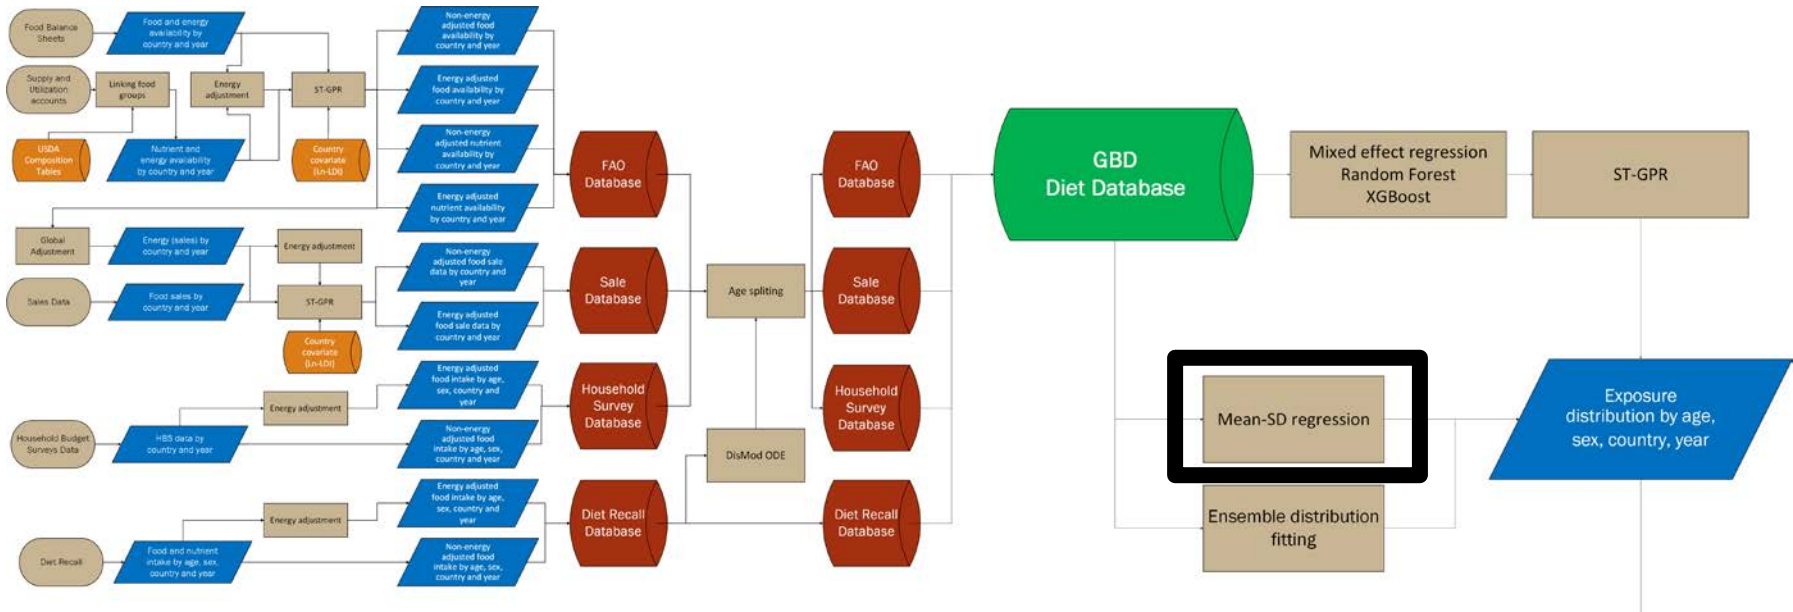 Food Balance
Sheets
Food and energy
availability by
country and year
Non-energy
adjusted food
availability by
country and year
Supply and
Utilization
accounts
Linking food
groups
Energy
adjustment
ST-GPR
Energy adjusted
food availability by
country and year
USDA
Composition
Tables
Nutrient and
energy availability
by country and year
Country
covariate
(Ln-LDI)
Non-energy
adjusted nutrient
availability by
country and year
Energy adjusted
nutrient availability
by country and year
Global
Adjustment
Energy (sales) by
country and year
Energy adjustment
Non-energy
adjusted food sale
data by country and
year
Sales Data
Food sales by
country and year
ST-GPR
Energy adjusted
food sale data by
country and year
Country
covariate
(Ln-LDI)
Energy adjusted
food intake by age,
sex, country and
year
Energy adjustment
Household Budget
Surveys Data
HBS data by
country and year
Non-energy
adjusted food
intake by age, sex,
country and year
Energy adjusted
food intake by age,
sex, country and
year
Energy adjustment
Diet Recall
Food and nutrient
intake by age, sex,
country and year
Non-energy
adjusted food
intake by age, sex,
country and year
FAO
Database
Sale
Database
Household
Survey
Database
Diet Recall
Database
Age spliting
DisMod ODE
FAO
Database
Sale
Database
Household
Survey
Database
Diet Recall
Database
GBD
Diet Database
Mixed effect regression
Random Forest
XGBoost
ST-GPR
Mean-SD regression
Ensemble distribution
fitting
Exposure
distribution by age,
sex, country, year